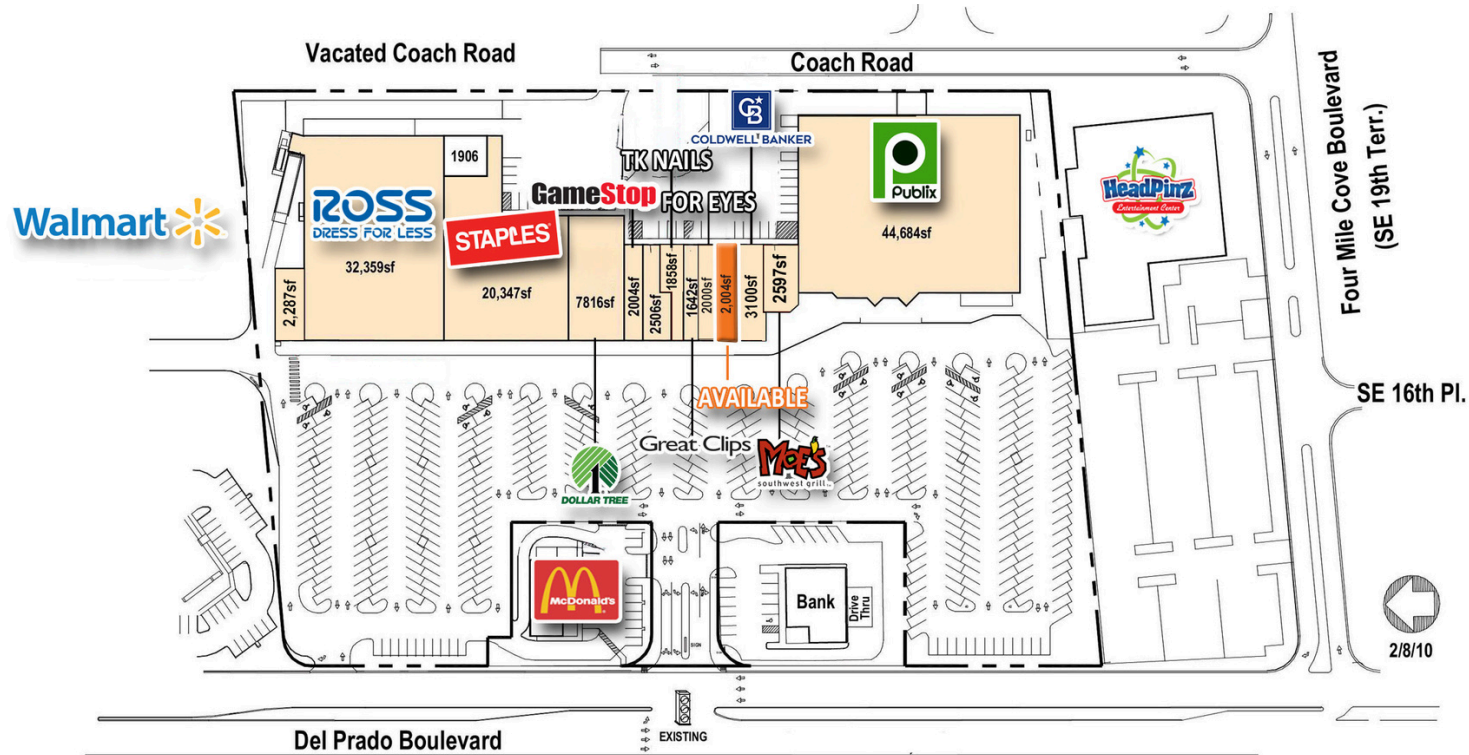 Vacated Coach Road
Coach Road
Four Mile Cove Boulevard
(SE 19th Terr.)
CB
COLDWELL BANKER
TK NAILS
1906
GameStop
FOR EYES
Publix
HeadPinz
Entertainment Center
Walmart
ROSS
DRESS FOR LESS
STAPLES
44,684sf
32,359sf
20,347sf
7816sf
2,287sf
2004sf
2506sf
1858sf
1642sf
2000sf
2,004sf
3100sf
2597sf
AVAILABLE
SE 16th Pl.
Great Clips
MOE'S
southwest grill
1
DOLLAR TREE
M
McDonald's
Bank
Drive
Thru
2/8/10
EXISTING
Del Prado Boulevard